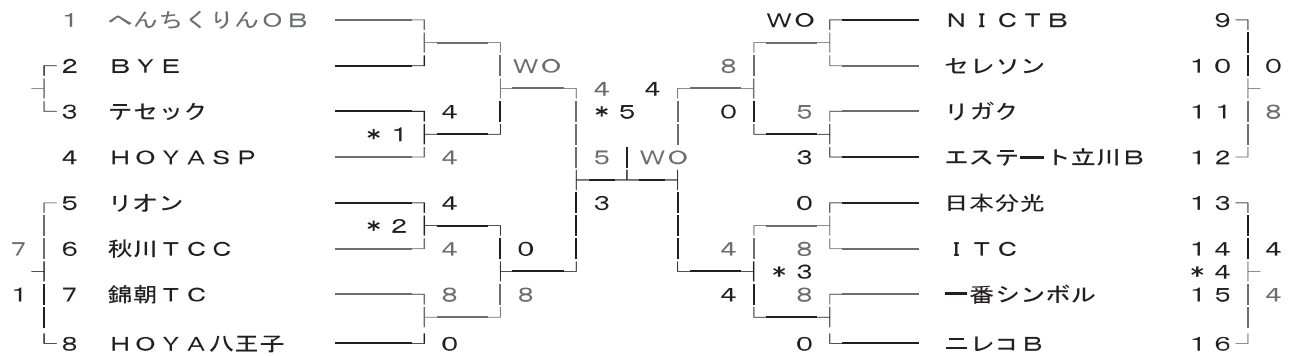 1 へんちくりんＯＢ WO ＮＩＣＴＢ 9
2 ＢＹＥ WO 4 4 8 セレソン 10 0
3 テセック 4 *5 0 5 リガク 11 8
*1
4 ＨＯＹＡＳＰ 4 5 WO 3 エステート立川Ｂ 12
5 リオン 4 3 0 日本分光 13
*2
7 6 秋川ＴＣＣ 4 0 4 8 ＩＴＣ 14 4
*3 *4
1 7 錦朝ＴＣ 8 8 4 8 一番シンボル 15 4
8 ＨＯＹＡ八王子 0 0 ニレコＢ 16